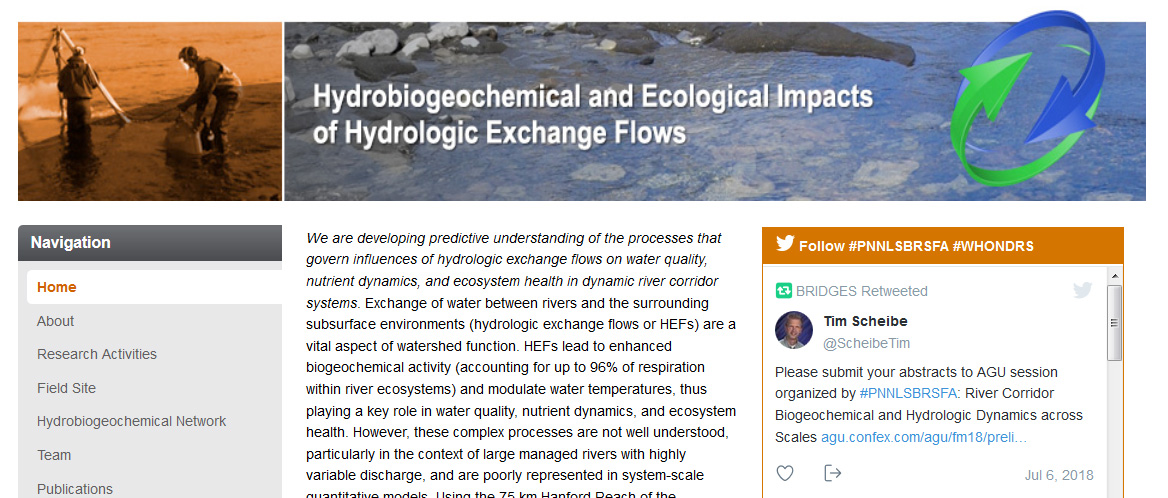 Hydrobiogeochemical and Ecological Impacts
of Hydrologic Exchange Flows
Navigation
Home
About
Research Activities
Field Site
Hydrobiogeochemical Network
Team
Publications
We are developing predictive understanding of the processes that
govern influences of hydrologic exchange flows on water quality,
nutrient dynamics, and ecosystem health in dynamic river corridor
systems. Exchange of water between rivers and the surrounding
subsurface environments (hydrologic exchange flows or HEFs) are a
vital aspect of watershed function. HEFs lead to enhanced
biogeochemical activity (accounting for up to 96% of respiration
within river ecosystems) and modulate water temperatures, thus
playing a key role in water quality, nutrient dynamics, and ecosystem
health. However, these complex processes are not well understood,
particularly in the context of large managed rivers with highly
variable discharge, and are poorly represented in system-scale
quantitative models. Using the 75 km Hanford Reach of the
Follow #PNNLSBRSFA #WHONDRS
BRIDGES Retweeted
Tim Scheibe
@ScheibeTim
Please submit your abstracts to AGU session
organized by #PNNLSBRSFA: River Corridor
Biogeochemical and Hydrologic Dynamics across
Scales agu.confex.com/agu/fm18/preli…
Jul 6, 2018